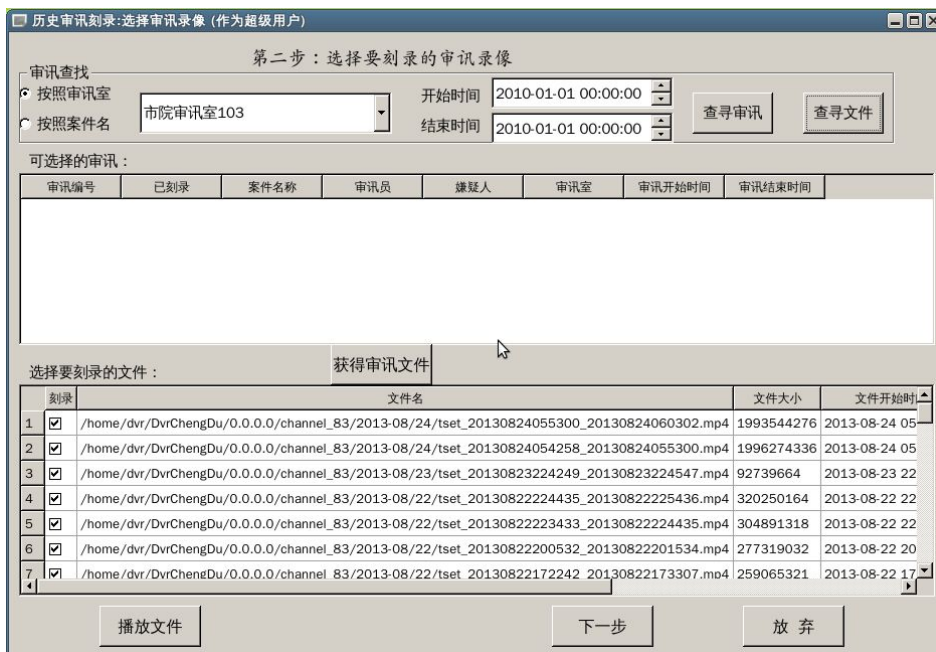 历史审讯刻录:选择审讯录像 (作为超级用户)
第二步：选择要刻录的审讯录像
审讯查找
按照审讯室
按照案件名
市院审讯室103
开始时间 2010-01-01 00:00:00
结束时间 2010-01-01 00:00:00
查寻审讯
查寻文件
可选择的审讯：
审讯编号 已刻录 案件名称 审讯员 嫌疑人 审讯室 审讯开始时间 审讯结束时间
获得审讯文件
选择要刻录的文件：
刻录 文件名 文件大小 文件开始时
1 /home/dvr/DvrChengDu/0.0.0.0/channel_83/2013-08/24/tset_20130824055300_20130824060302.mp4 1993544276 2013-08-24 05
2 /home/dvr/DvrChengDu/0.0.0.0/channel_83/2013-08/24/tset_20130824054258_20130824055300.mp4 1996274336 2013-08-24 05
3 /home/dvr/DvrChengDu/0.0.0.0/channel_83/2013-08/23/tset_20130823224249_20130823224547.mp4 92739664 2013-08-23 22
4 /home/dvr/DvrChengDu/0.0.0.0/channel_83/2013-08/22/tset_20130822224435_20130822225436.mp4 320250164 2013-08-22 22
5 /home/dvr/DvrChengDu/0.0.0.0/channel_83/2013-08/22/tset_20130822223433_20130822224435.mp4 304891318 2013-08-22 22
6 /home/dvr/DvrChengDu/0.0.0.0/channel_83/2013-08/22/tset_20130822200532_20130822201534.mp4 277319032 2013-08-22 20
7 /home/dvr/DvrChengDu/0.0.0.0/channel_83/2013-08/22/tset_20130822172242_20130822173307.mp4 259065321 2013-08-22 17
播放文件
下一步
放 弃